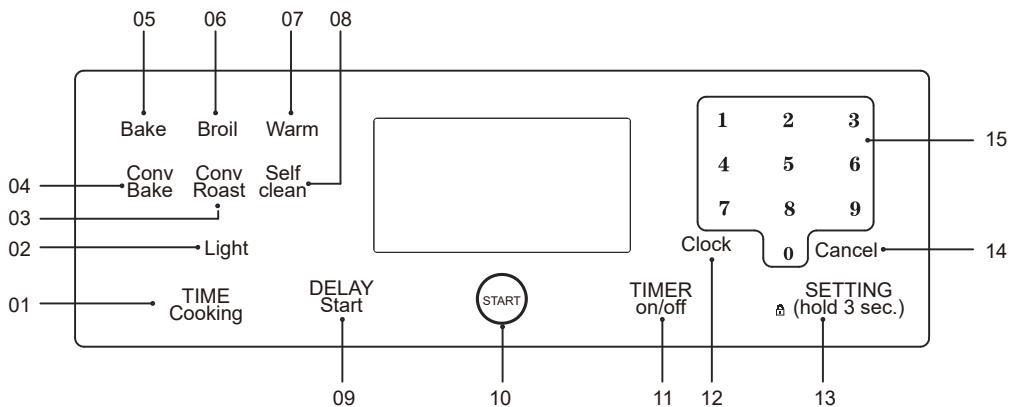 05 06 07 08
Bake Broil Warm
1 2 3
15
Conv Conv Self
Bake Roast clean
4 5 6
04
03
7 8 9
02
Light
Clock 0 Cancel
14
01
TIME
Cooking
DELAY
Start
START
TIMER
on/off
SETTING
(hold 3 sec.)
09 10 11 12 13